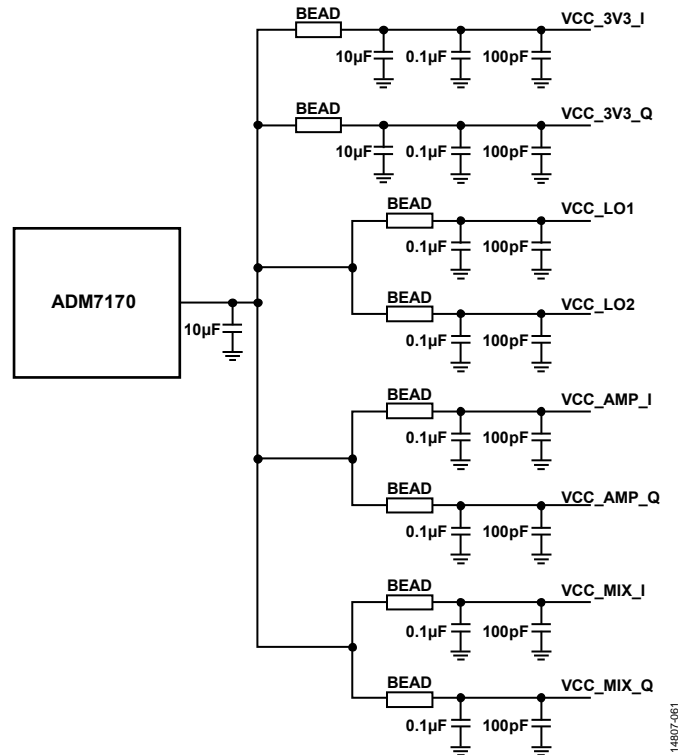 BEAD
VCC_3V3_I
10µF 0.1µF 100pF
BEAD
VCC_3V3_Q
10µF 0.1µF 100pF
BEAD
VCC_LO1
0.1µF 100pF
ADM7170
BEAD
VCC_LO2
10µF
0.1µF 100pF
BEAD
VCC_AMP_I
0.1µF 100pF
BEAD
VCC_AMP_Q
0.1µF 100pF
BEAD
VCC_MIX_I
0.1µF 100pF
BEAD
VCC_MIX_Q
0.1µF 100pF
14807-061